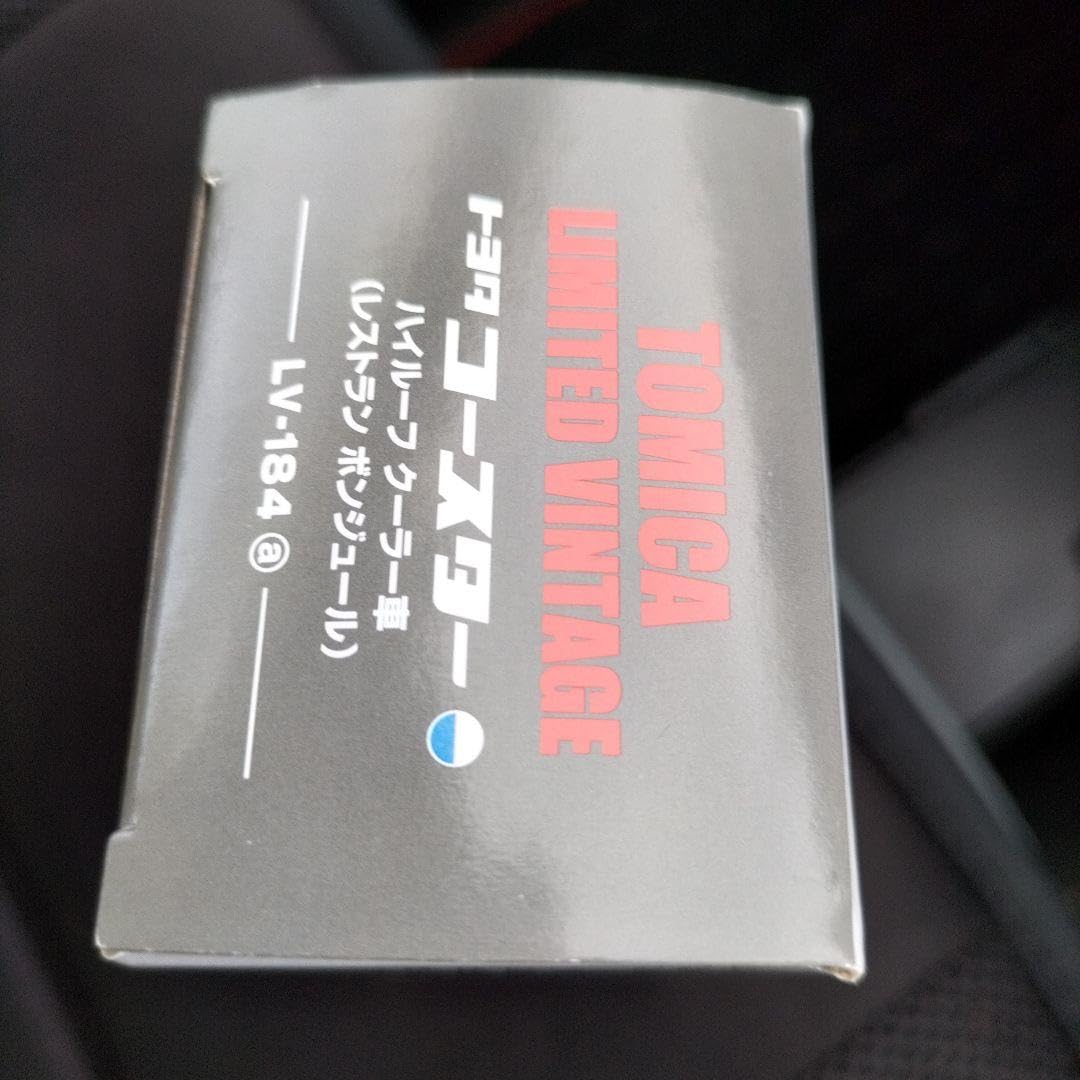 TOMICA
LIMITED VINTAGE
トヨタ コースター
ハイルーフ クーラー車
(レストラン ボンジュール)
LV-184 ⓐ